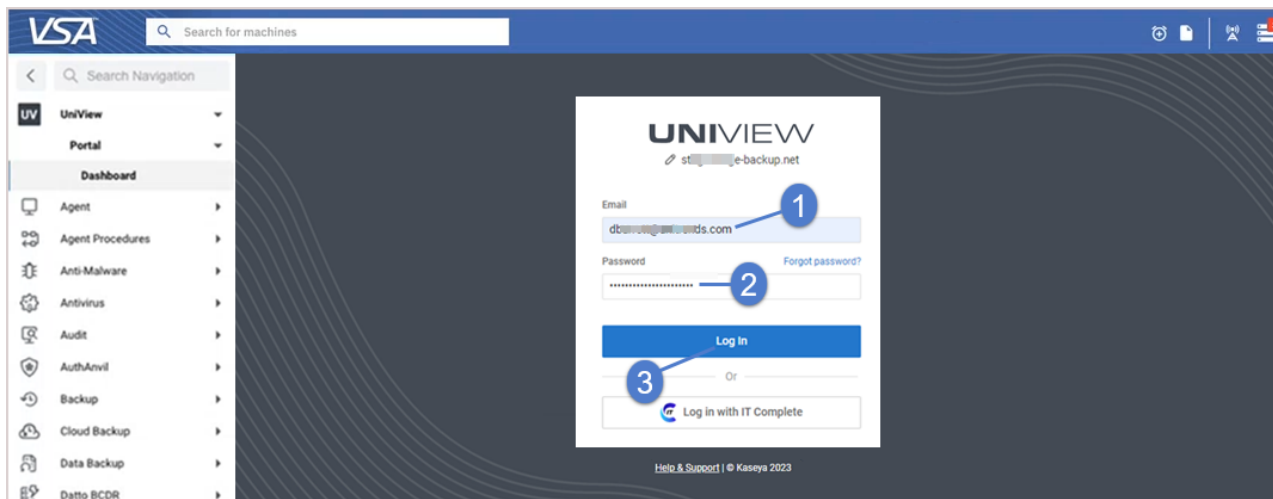 VSA
Search for machines
Search Navigation
UV UniView
Portal
Dashboard
Agent
Agent Procedures
Anti-Malware
Antivirus
Audit
AuthAnvil
Backup
Cloud Backup
Data Backup
Datto BCDR
UNIVIEW
e-backup.net
Email
1
ds.com
Password
Forgot password?
2
Log In
3
Or
Log in with IT Complete
Help & Support | © Kaseya 2023